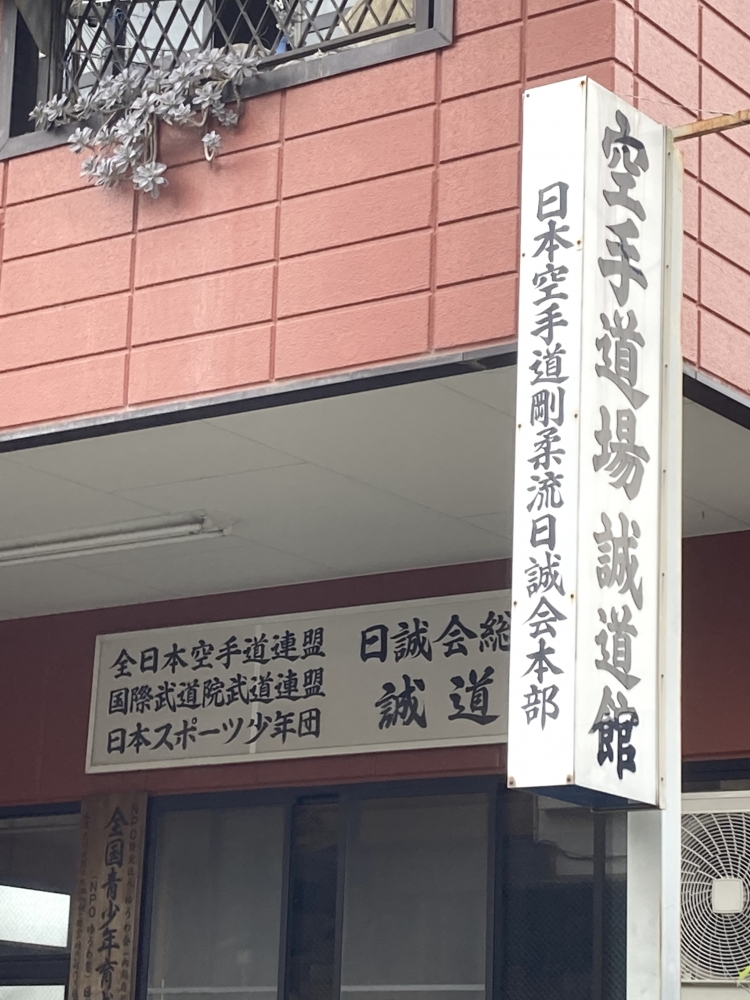 空手道場 誠道館
日本空手道剛柔流日誠会本部
全日本空手道連盟
国際武道院武道連盟
日本スポーツ少年団
日誠会総
誠道
全国青少年育